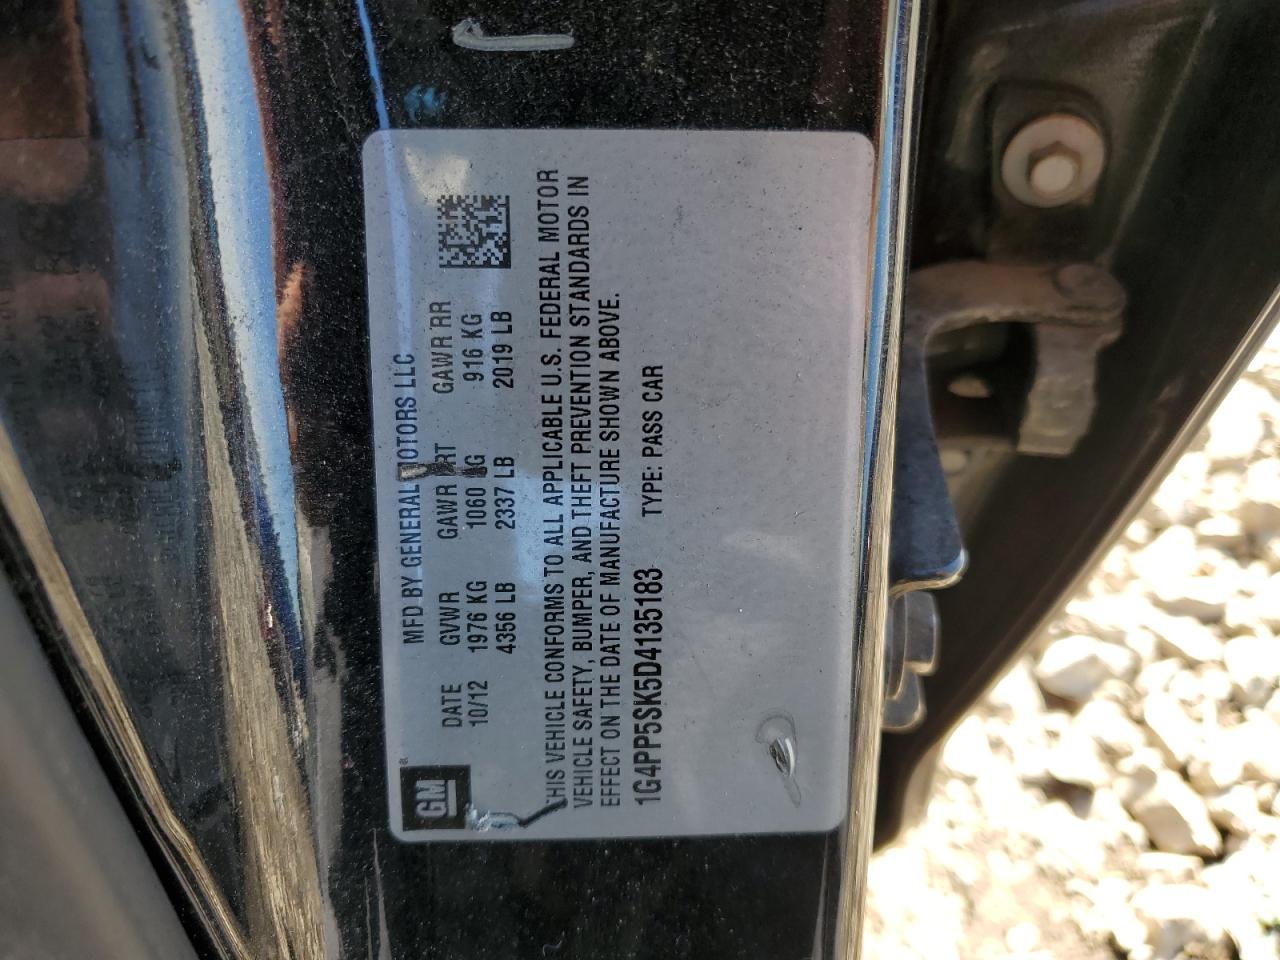 GM
MFD BY GENERAL MOTORS LLC
DATE GVWR GAWR FRT GAWR RR
10/12 1976 KG 1060 KG 916 KG
4356 LB 2337 LB 2019 LB
THIS VEHICLE CONFORMS TO ALL APPLICABLE U.S. FEDERAL MOTOR
VEHICLE SAFETY, BUMPER, AND THEFT PREVENTION STANDARDS IN
EFFECT ON THE DATE OF MANUFACTURE SHOWN ABOVE.
1G4PP5SK5D4135183 TYPE: PASS CAR